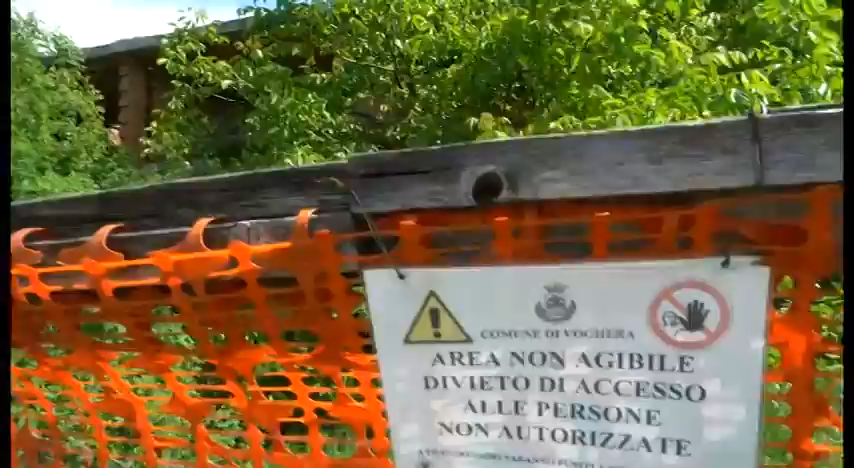 COMUNE DI VOGHERA
AREA NON AGIBILE
DIVIETO DI ACCESSO
ALLE PERSONE
NON AUTORIZZATE